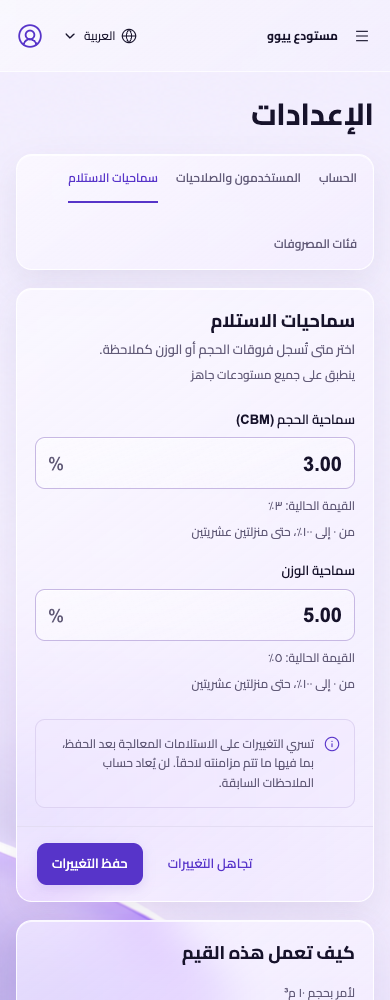 مستودع ييوو
العربية
الإعدادات
الحساب
المستخدمون والصلاحيات
سماحيات الاستلام
فئات المصروفات
سماحيات الاستلام
اختر متى تُسجل فروقات الحجم أو الوزن كملاحظة.
ينطبق على جميع مستودعات جاهز
سماحية الحجم (CBM)
3.00 %
القيمة الحالية: ٣٪
من ٠ إلى ١٠٠٪، حتى منزلتين عشريتين
سماحية الوزن
5.00 %
القيمة الحالية: ٥٪
من ٠ إلى ١٠٠٪، حتى منزلتين عشريتين
تسري التغييرات على الاستلامات المعالجة بعد الحفظ،
بما فيها ما تتم مزامنته لاحقاً. لن يُعاد حساب
الملاحظات السابقة.
تجاهل التغييرات
حفظ التغييرات
كيف تعمل هذه القيم
لأمر بحجم ١٠ م³